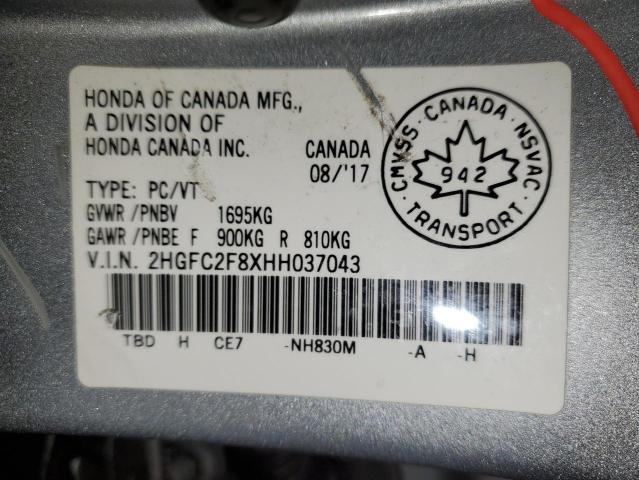 HONDA OF CANADA MFG.,
A DIVISION OF
HONDA CANADA INC. CANADA
08/'17
TYPE: PC/VT
GVWR/PNBV 1695KG
GAWR/PNBE F 900KG R 810KG
V.I.N. 2HGFC2F8XHH037043
TBD H CE7 -NH830M -A -H
CMVSS · CANADA · NSVAC
942
· TRANSPORT ·